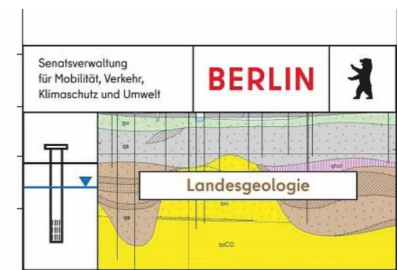 Senatsverwaltung
für Mobilität, Verkehr,
Klimaschutz und Umwelt
BERLIN
Landesgeologie